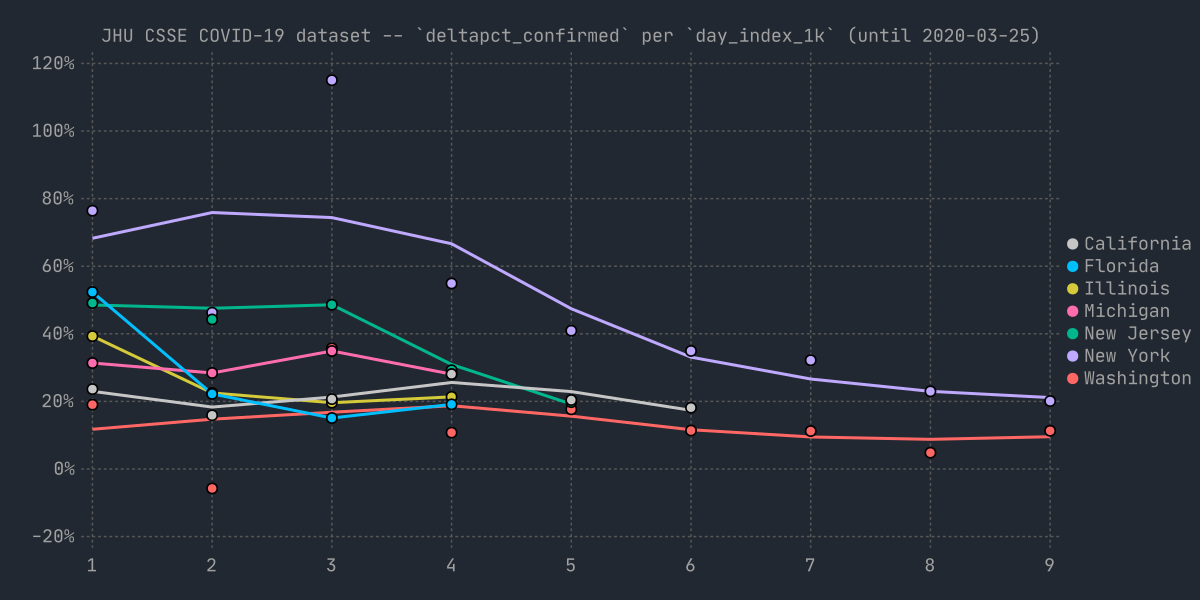 JHU CSSE COVID-19 dataset -- `deltapct_confirmed` per `day_index_1k` (until 2020-03-25)
120%
100%
80%
60%
40%
20%
0%
-20%
1 2 3 4 5 6 7 8 9
California
Florida
Illinois
Michigan
New Jersey
New York
Washington